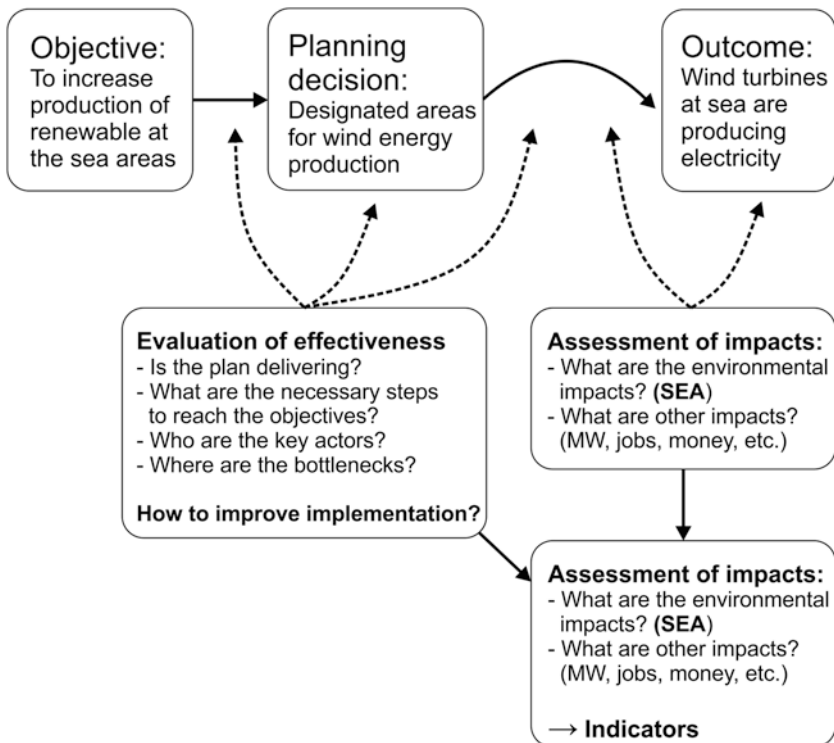 Objective:
To increase
production of
renewable at
the sea areas
Planning
decision:
Designated areas
for wind energy
production
Outcome:
Wind turbines
at sea are
producing
electricity
Evaluation of effectiveness
- Is the plan delivering?
- What are the necessary steps
to reach the objectives?
- Who are the key actors?
- Where are the bottlenecks?
How to improve implementation?
Assessment of impacts:
- What are the environmental
impacts? (SEA)
- What are other impacts?
(MW, jobs, money, etc.)
Assessment of impacts:
- What are the environmental
impacts? (SEA)
- What are other impacts?
(MW, jobs, money, etc.)
→ Indicators